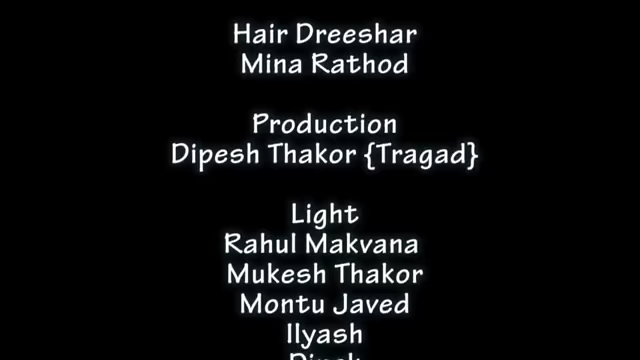 Hair Dreeshar
Mina Rathod
Production
Dipesh Thakor {Tragad}
Light
Rahul Makvana
Mukesh Thakor
Montu Javed
Ilyash